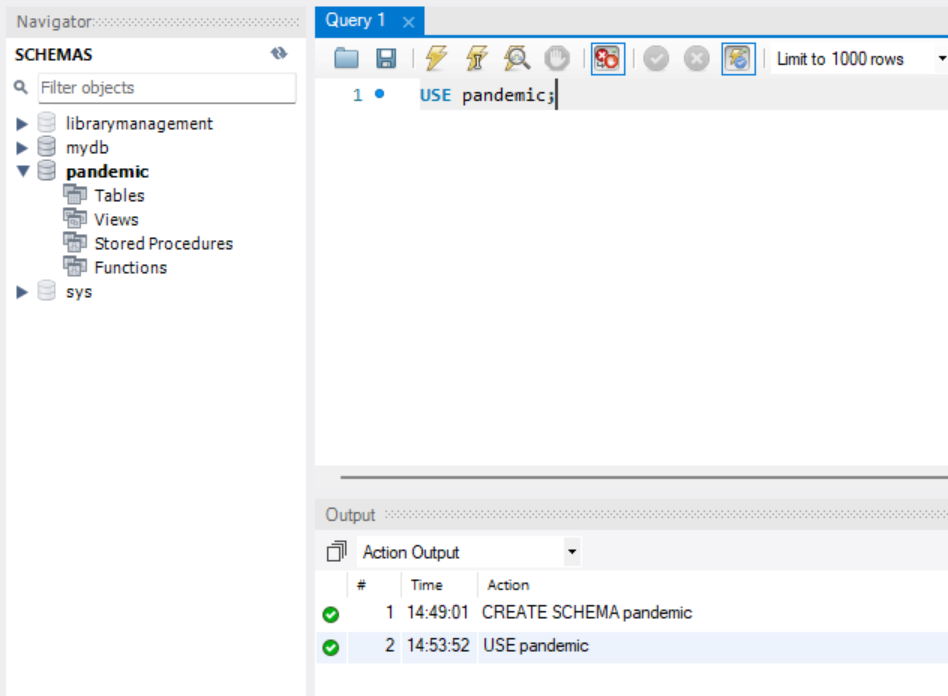 Navigator
SCHEMAS
Filter objects
librarymanagement
mydb
pandemic
Tables
Views
Stored Procedures
Functions
sys
Query 1
Limit to 1000 rows
1 USE pandemic;
Output
Action Output
# Time Action
1 14:49:01 CREATE SCHEMA pandemic
2 14:53:52 USE pandemic